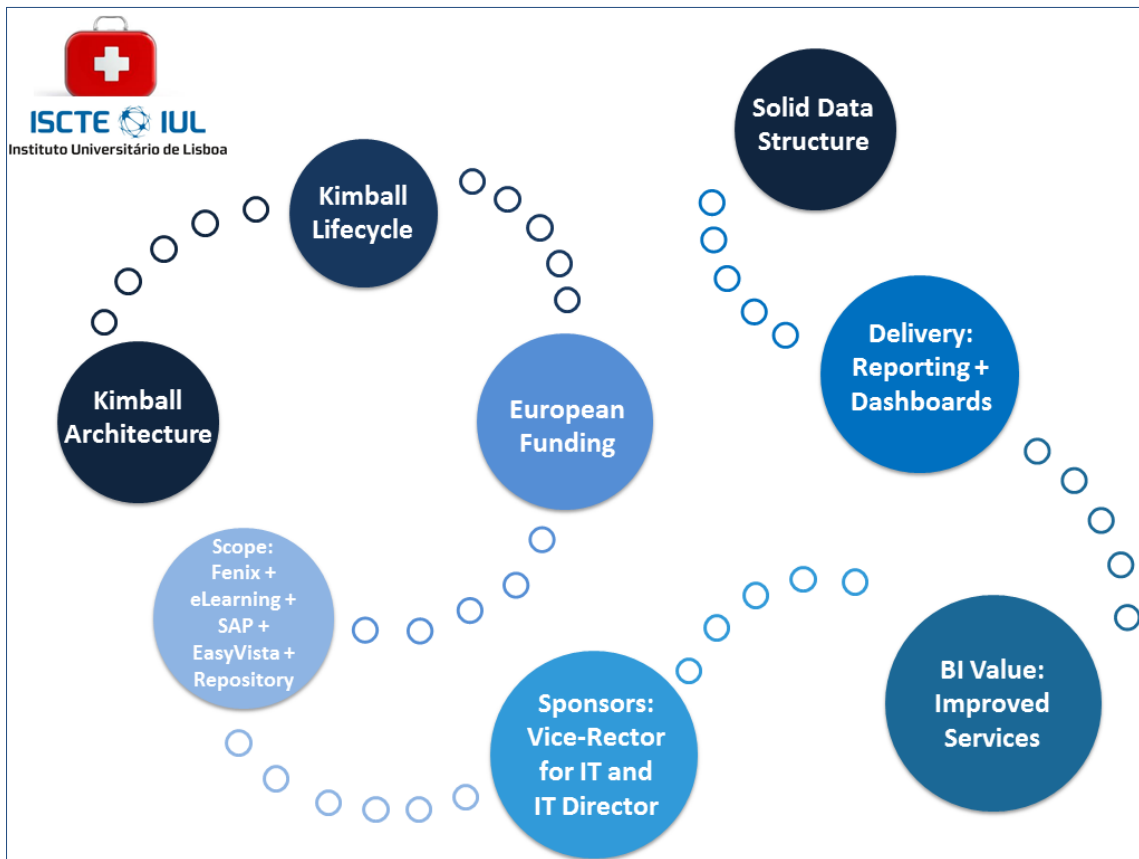 ISCTE IUL
Instituto Universitário de Lisboa
Kimball
Architecture
Kimball
Lifecycle
European
Funding
Scope:
Fenix +
eLearning +
SAP +
EasyVista +
Repository
Sponsors:
Vice-Rector
for IT and
IT Director
BI Value:
Improved
Services
Delivery:
Reporting +
Dashboards
Solid Data
Structure